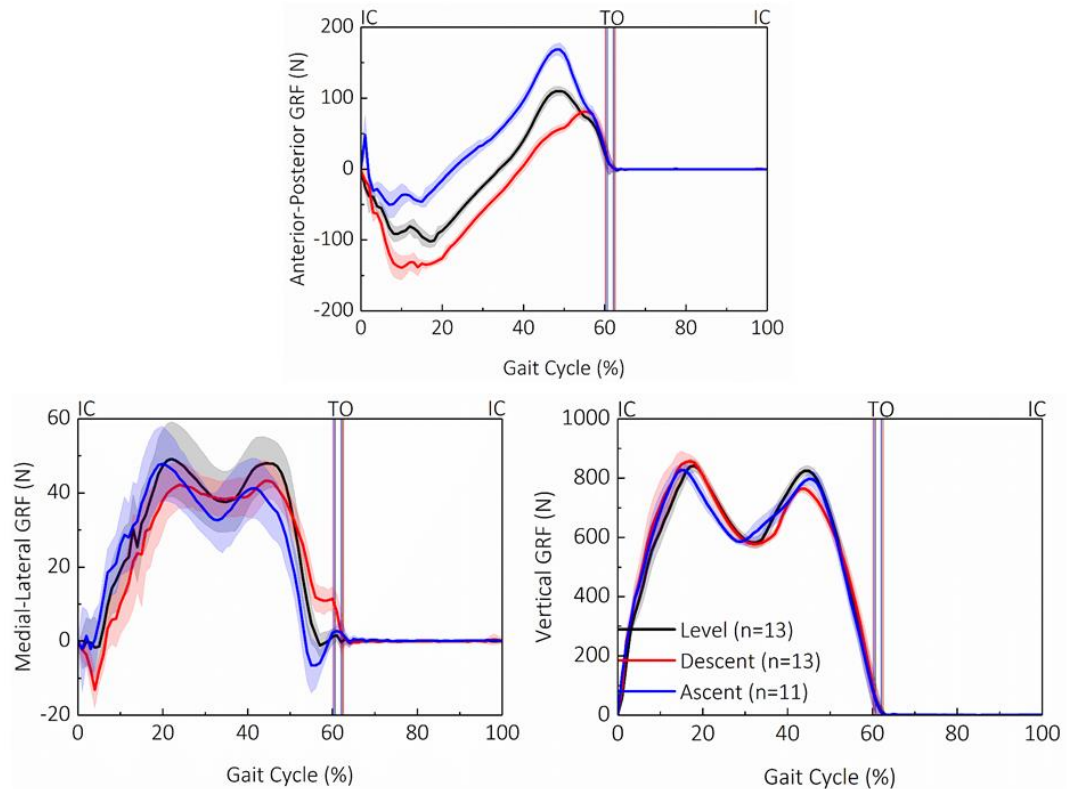 IC TO IC
200
100
0
-100
-200
Anterior-Posterior GRF (N)
0 20 40 60 80 100
Gait Cycle (%)
IC TO IC
60
40
20
0
-20
Medial-Lateral GRF (N)
0 20 40 60 80 100
Gait Cycle (%)
IC TO IC
1000
800
600
400
200
0
Vertical GRF (N)
Level (n=13)
Descent (n=13)
Ascent (n=11)
0 20 40 60 80 100
Gait Cycle (%)